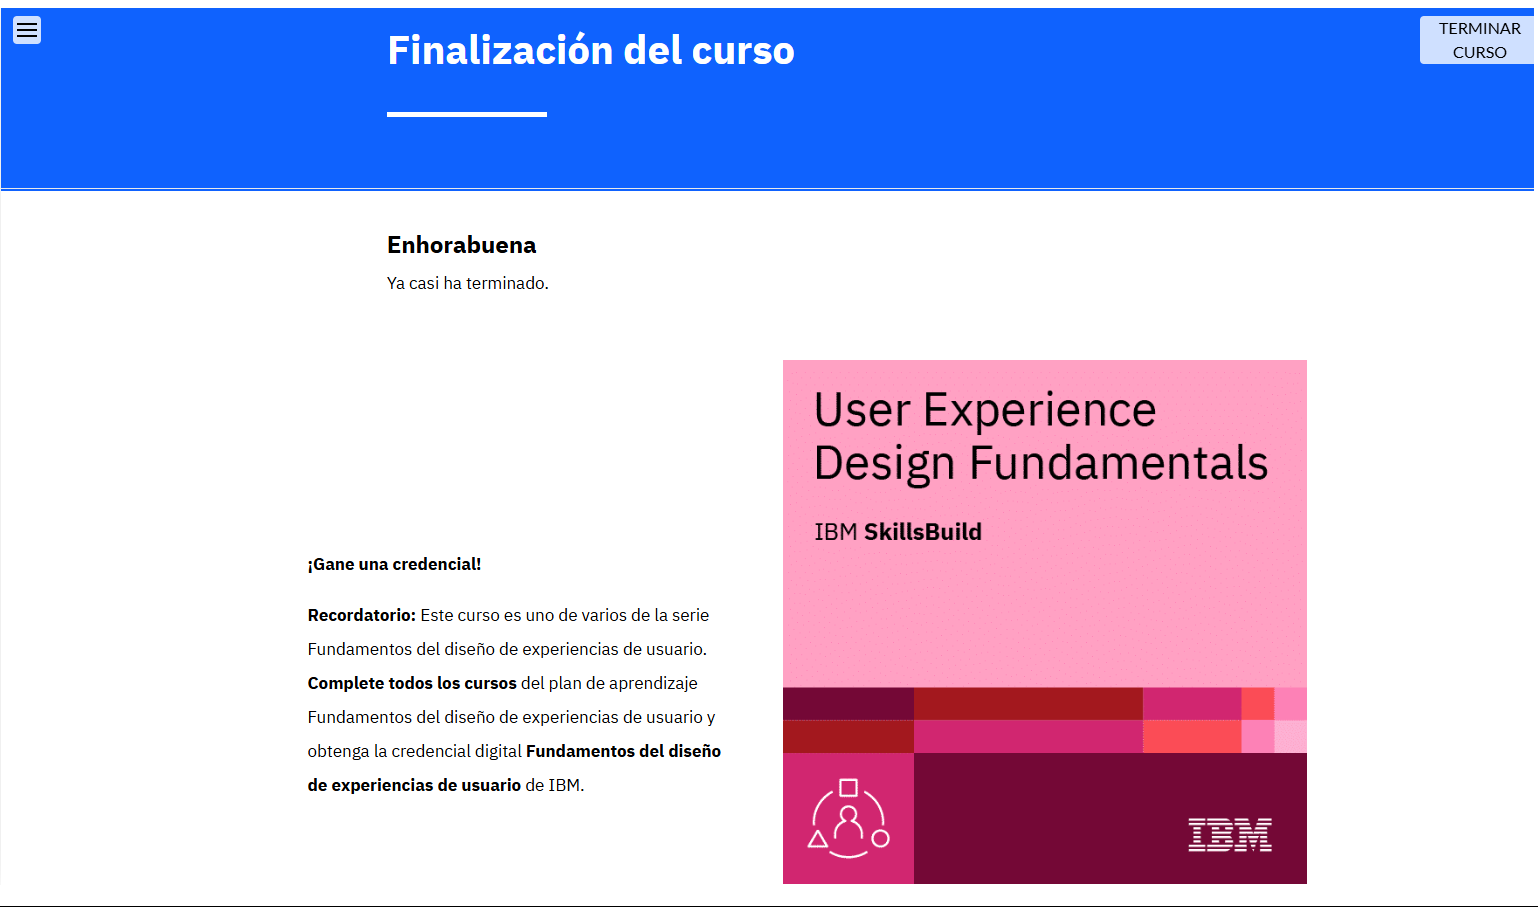 Finalización del curso
TERMINAR
CURSO
Enhorabuena
Ya casi ha terminado.
¡Gane una credencial!
Recordatorio: Este curso es uno de varios de la serie
Fundamentos del diseño de experiencias de usuario.
Complete todos los cursos del plan de aprendizaje
Fundamentos del diseño de experiencias de usuario y
obtenga la credencial digital Fundamentos del diseño
de experiencias de usuario de IBM.
User Experience
Design Fundamentals
IBM SkillsBuild
IBM